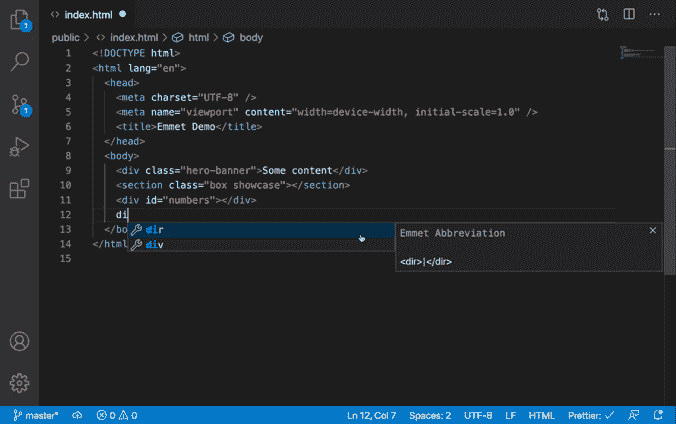 index.html
public > index.html > html > body
1 <!DOCTYPE html>
2 <html lang="en">
3 <head>
4 <meta charset="UTF-8" />
5 <meta name="viewport" content="width=device-width, initial-scale=1.0" />
6 <title>Emmet Demo</title>
7 </head>
8 <body>
9 <div class="hero-banner">Some content</div>
10 <section class="box showcase"></section>
11 <div id="numbers"></div>
12 di
13 </bo
14 </html
15
dir
div
Emmet Abbreviation
<dir>|</dir>
1
1
master* 0 0 Ln 12, Col 7 Spaces: 2 UTF-8 LF HTML Prettier: ✓